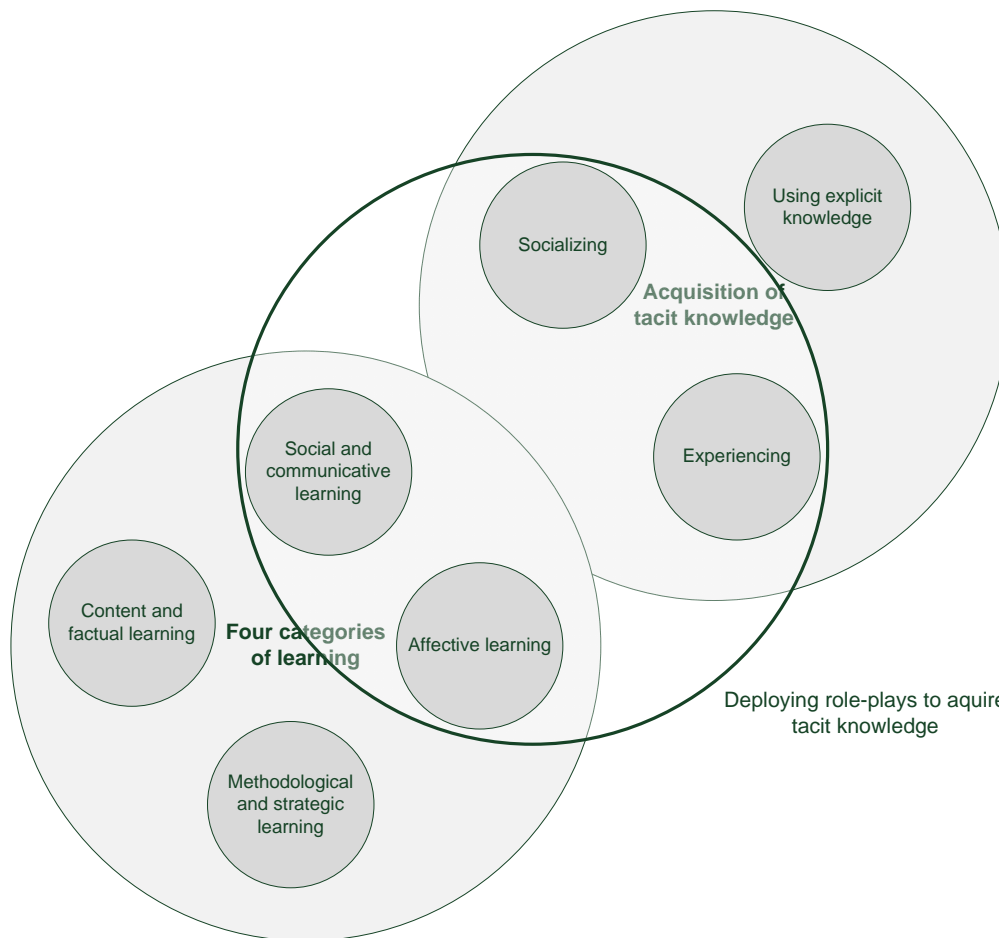 Using explicit
knowledge
Socializing
Acquisition of
tacit knowledge
Social and
communicative
learning
Experiencing
Content and
factual learning
Four categories
of learning
Affective learning
Deploying role-plays to aquire
tacit knowledge
Methodological
and strategic
learning